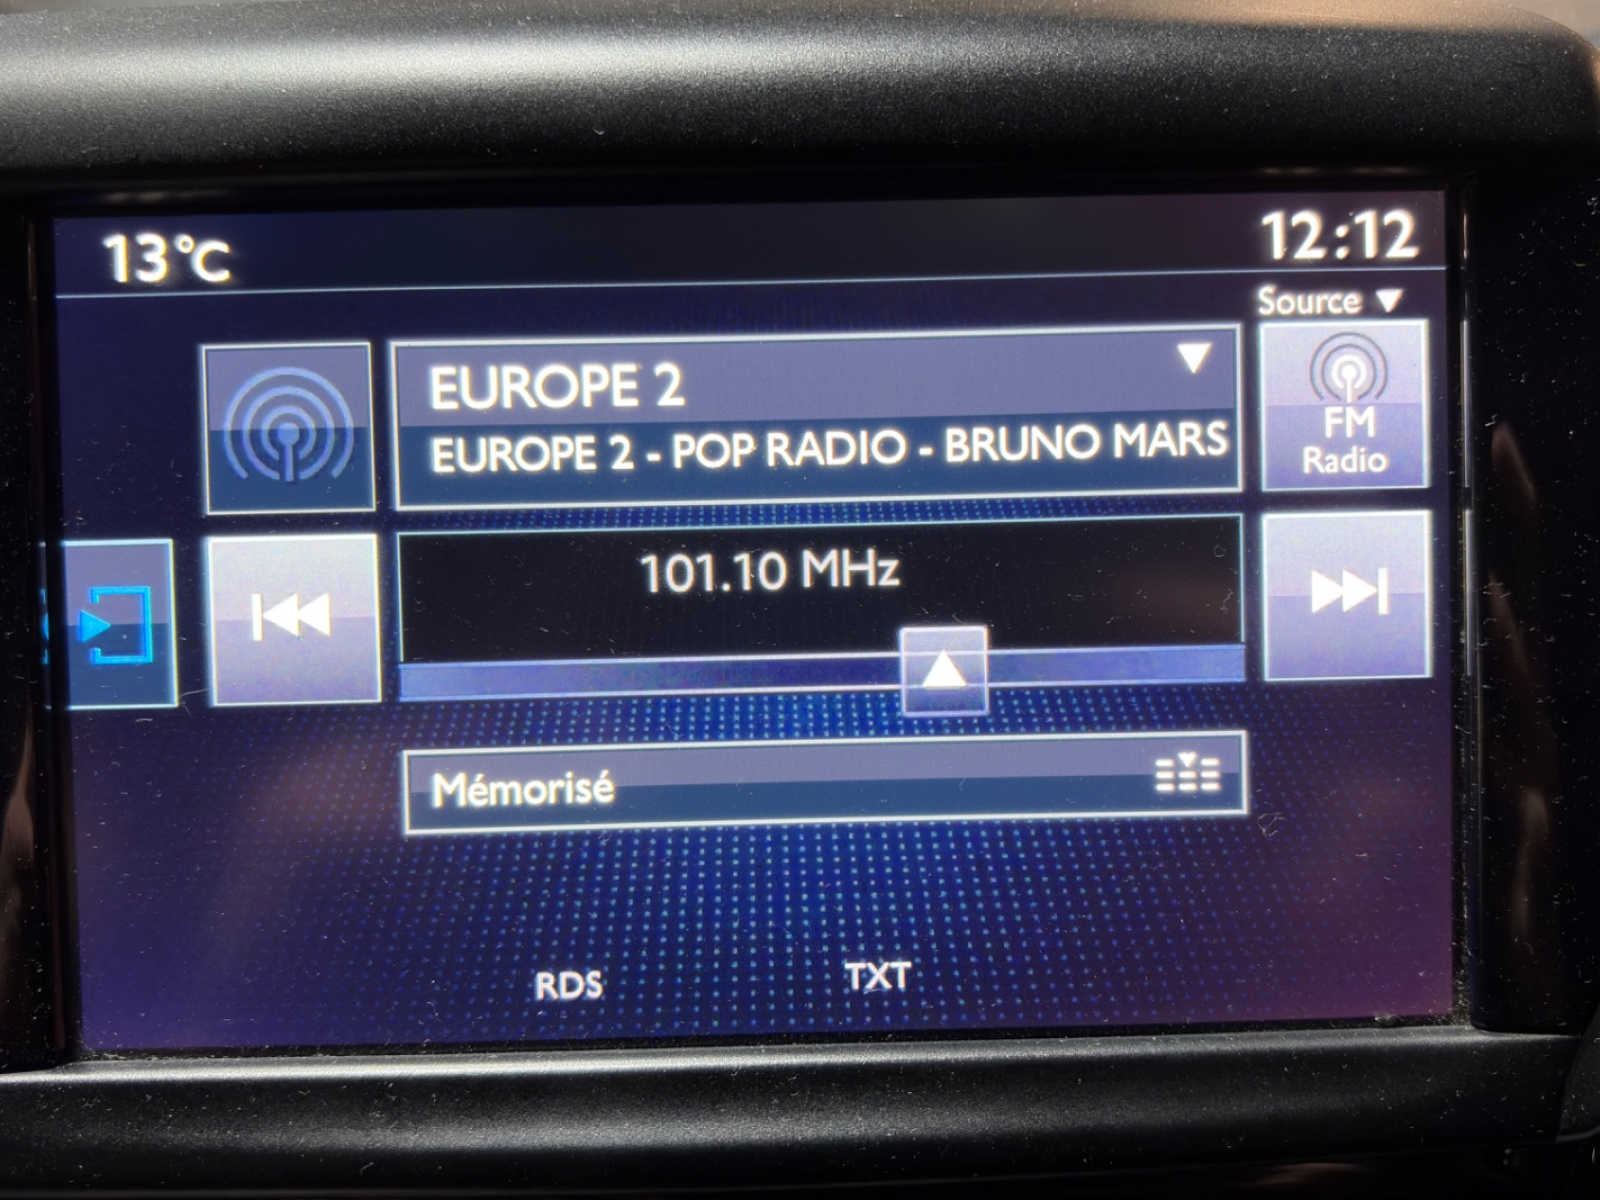 13°C
12:12
Source
EUROPE 2
EUROPE 2 - POP RADIO - BRUNO MARS
FM
Radio
101.10 MHz
Mémorisé
RDS
TXT